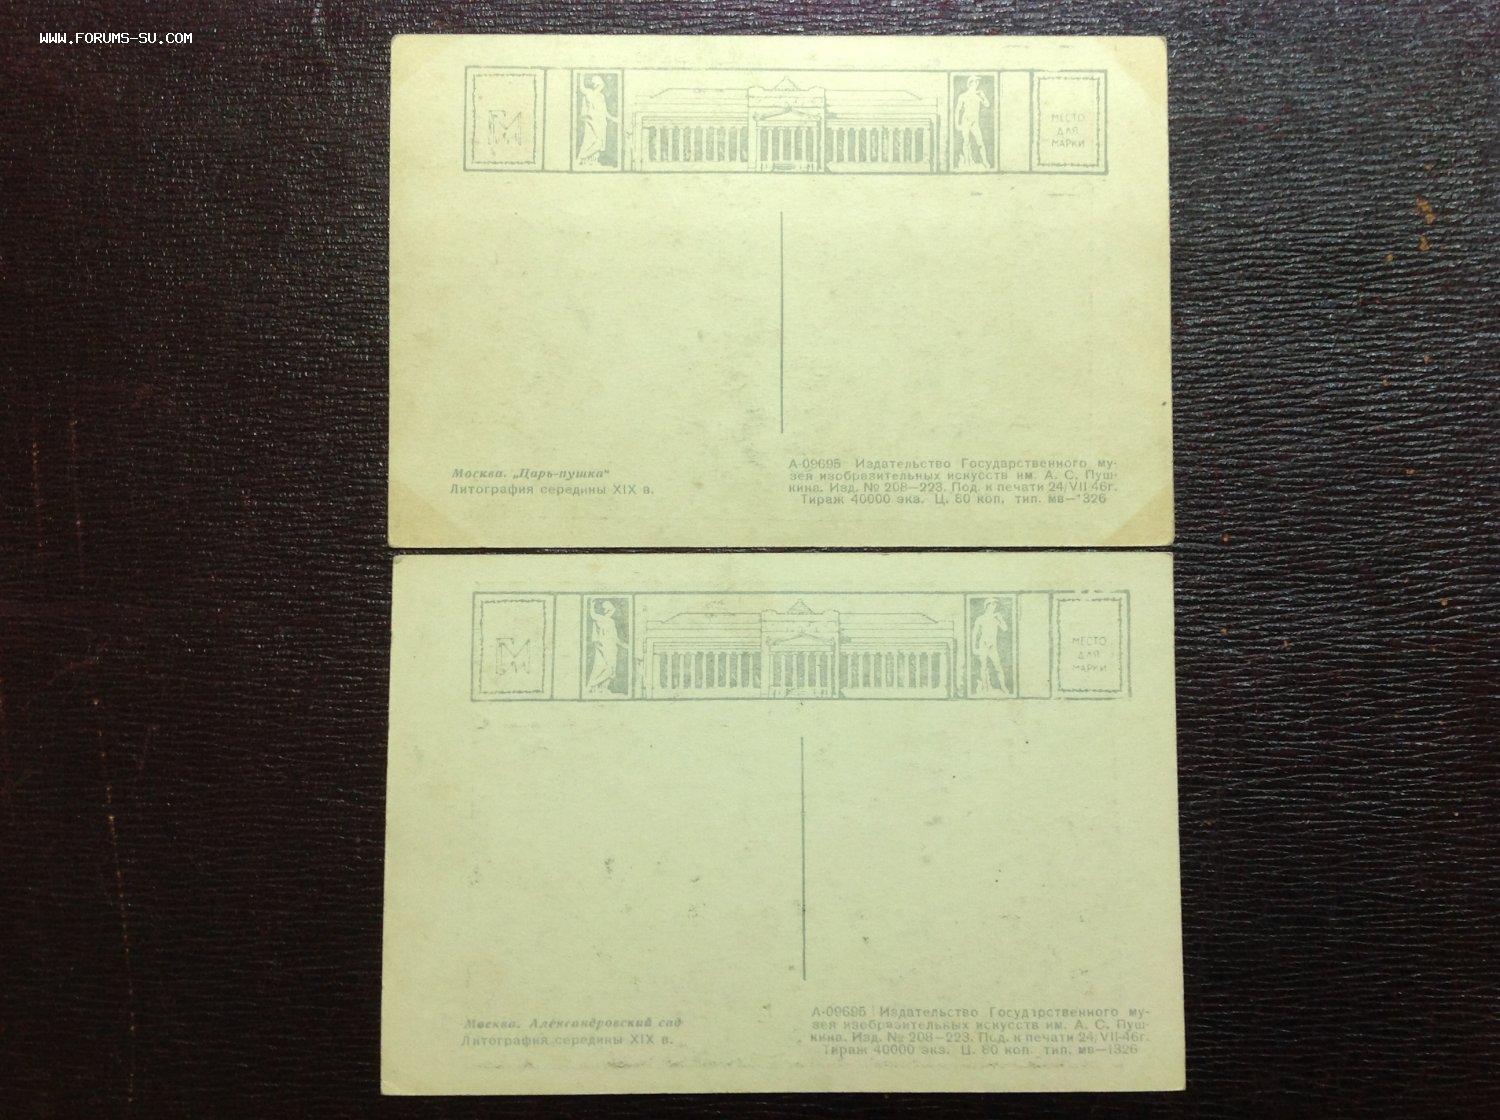 WWW.FORUMS-SU.COM
МЕСТО
ДЛЯ
МАРКИ
Москва. „Царь-пушка“
Литография середины XIX в.
А-09695 Издательство Государственного му-
зея изобразительных искусств им. А. С. Пуш-
кина. Изд. № 208—223. Под. к печати 24/VII-46г.
Тираж 40000 экз. Ц. 80 коп. тип. мв—1326
МЕСТО
ДЛЯ
МАРКИ
Москва. Александровский сад
Литография середины XIX в.
А-09695 Издательство Государственного му-
зея изобразительных искусств им. А. С. Пуш-
кина. Изд. № 208—223. Под. к печати 24/VII-46г.
Тираж 40000 экз. Ц. 80 коп. тип. мв—1326